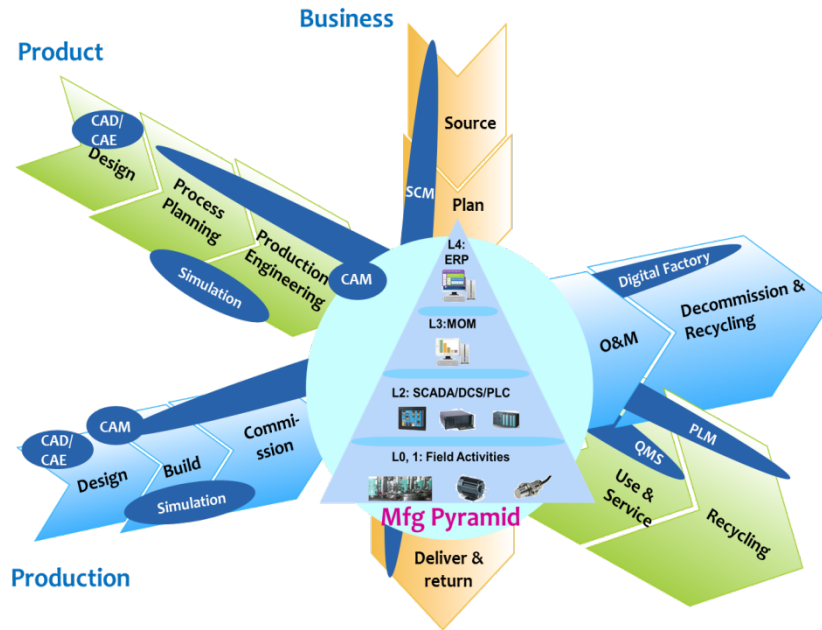 Business
Product
CAD/
CAE
Design
Process
Planning
Production
Engineering
Simulation
CAM
Source
SCM
Plan
L4:
ERP
L3:MOM
L2: SCADA/DCS/PLC
L0, 1: Field Activities
Mfg Pyramid
Digital Factory
O&M
Decommission &
Recycling
PLM
QMS
Use &
Service
Recycling
CAD/
CAE
CAM
Design
Build
Commi-
ssion
Simulation
Production
Deliver &
return